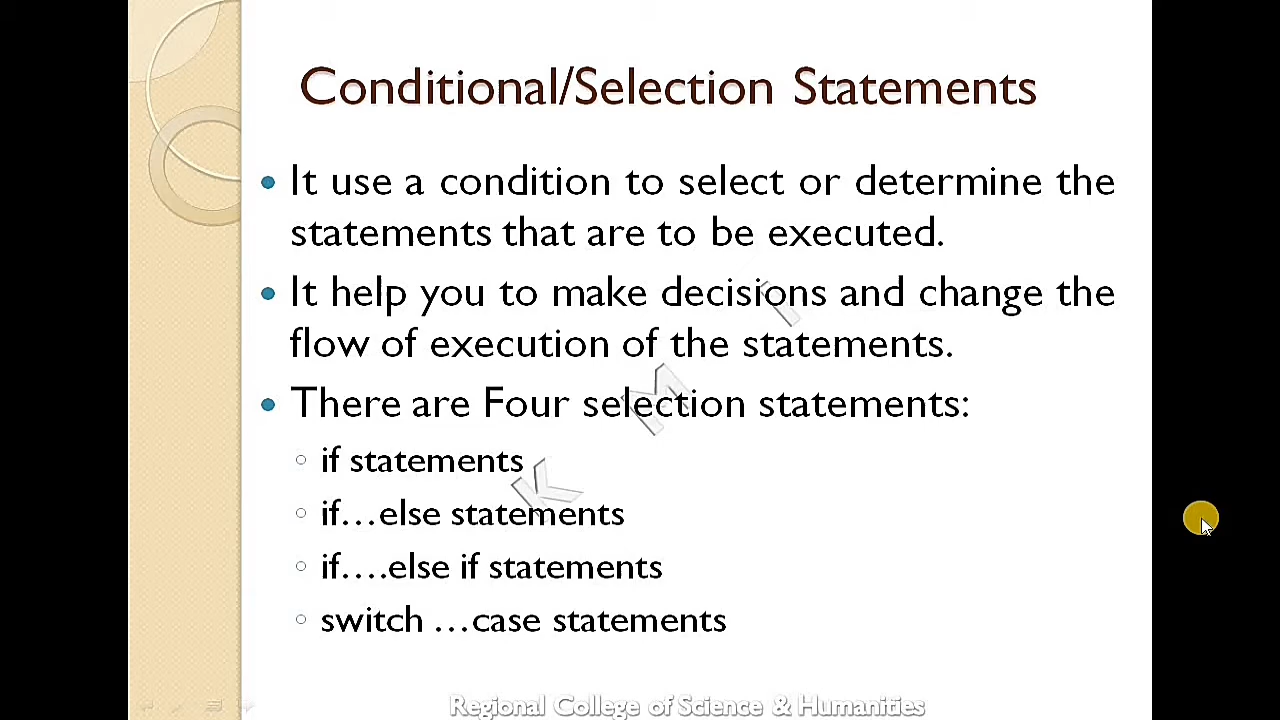 Conditional/Selection Statements
It use a condition to select or determine the
statements that are to be executed.
It help you to make decisions and change the
flow of execution of the statements.
There are Four selection statements:
if statements
if...else statements
if....else if statements
switch ...case statements
K M I
Regional College of Science & Humanities